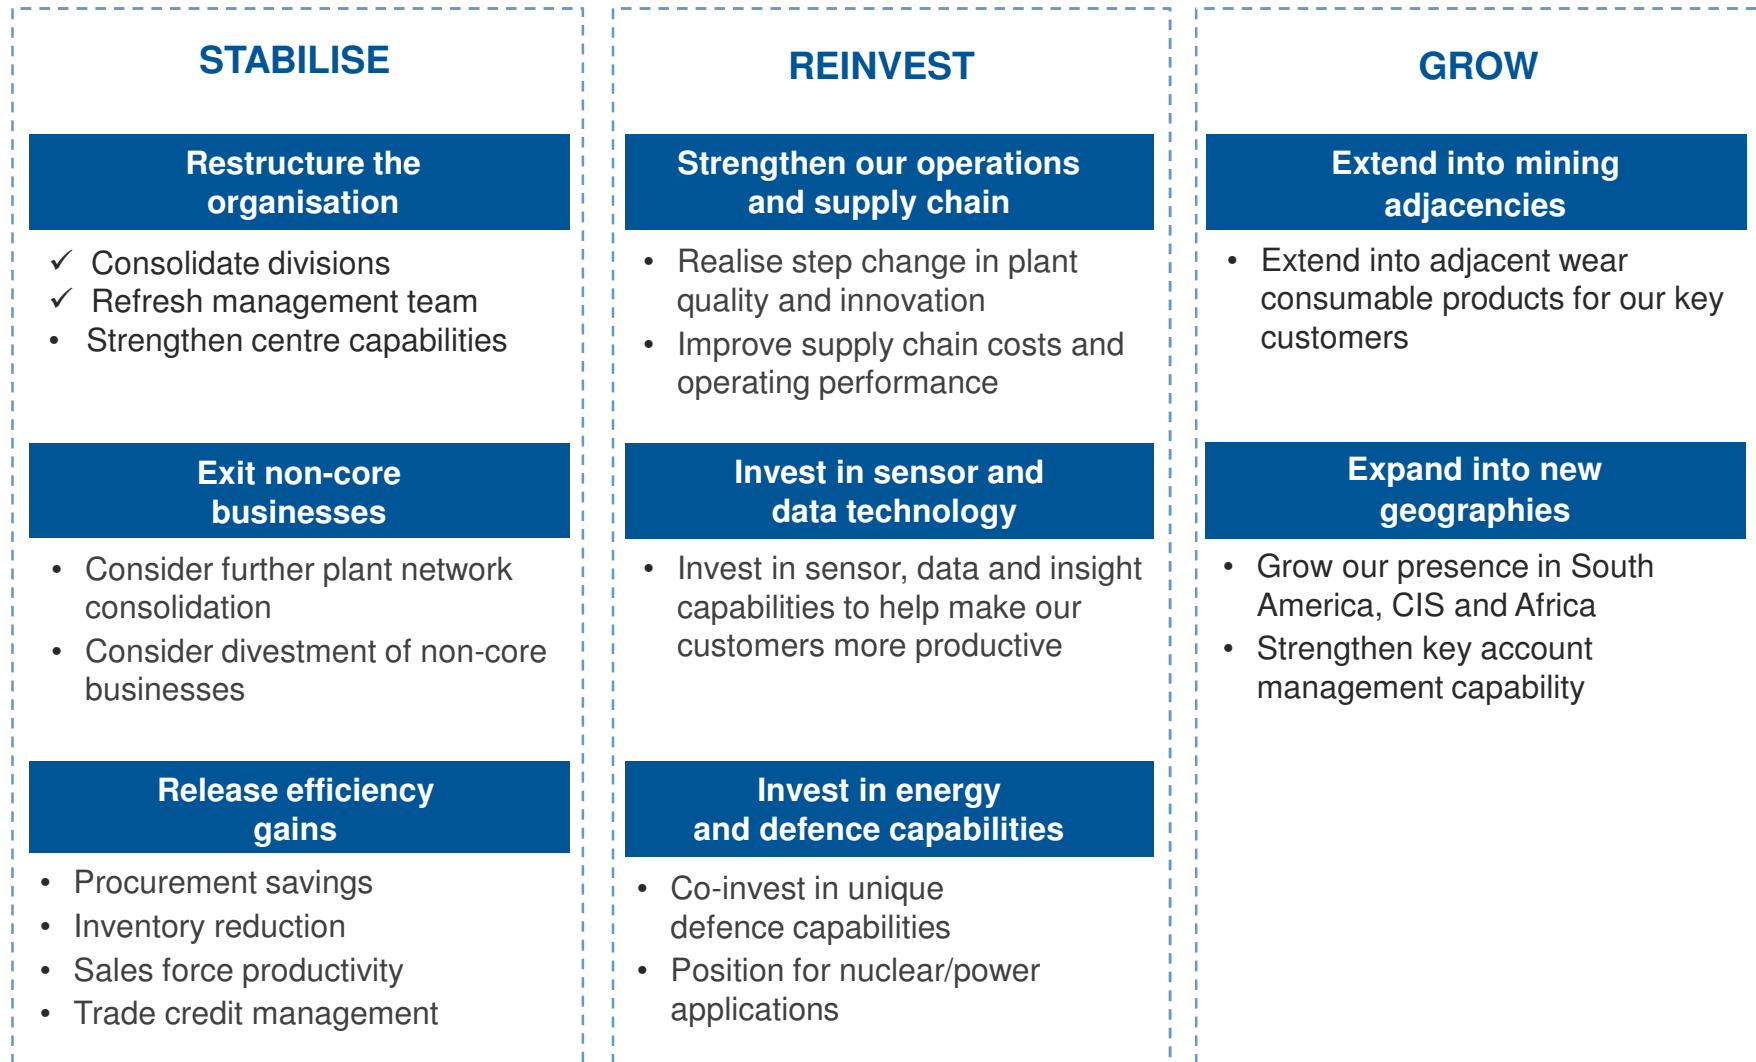 STABILISE
Restructure the
organisation
✓ Consolidate divisions
✓ Refresh management team
• Strengthen centre capabilities
Exit non-core
businesses
• Consider further plant network
consolidation
• Consider divestment of non-core
businesses
Release efficiency
gains
• Procurement savings
• Inventory reduction
• Sales force productivity
• Trade credit management
REINVEST
Strengthen our operations
and supply chain
• Realise step change in plant
quality and innovation
• Improve supply chain costs and
operating performance
Invest in sensor and
data technology
• Invest in sensor, data and insight
capabilities to help make our
customers more productive
Invest in energy
and defence capabilities
• Co-invest in unique
defence capabilities
• Position for nuclear/power
applications
GROW
Extend into mining
adjacencies
• Extend into adjacent wear
consumable products for our key
customers
Expand into new
geographies
• Grow our presence in South
America, CIS and Africa
• Strengthen key account
management capability